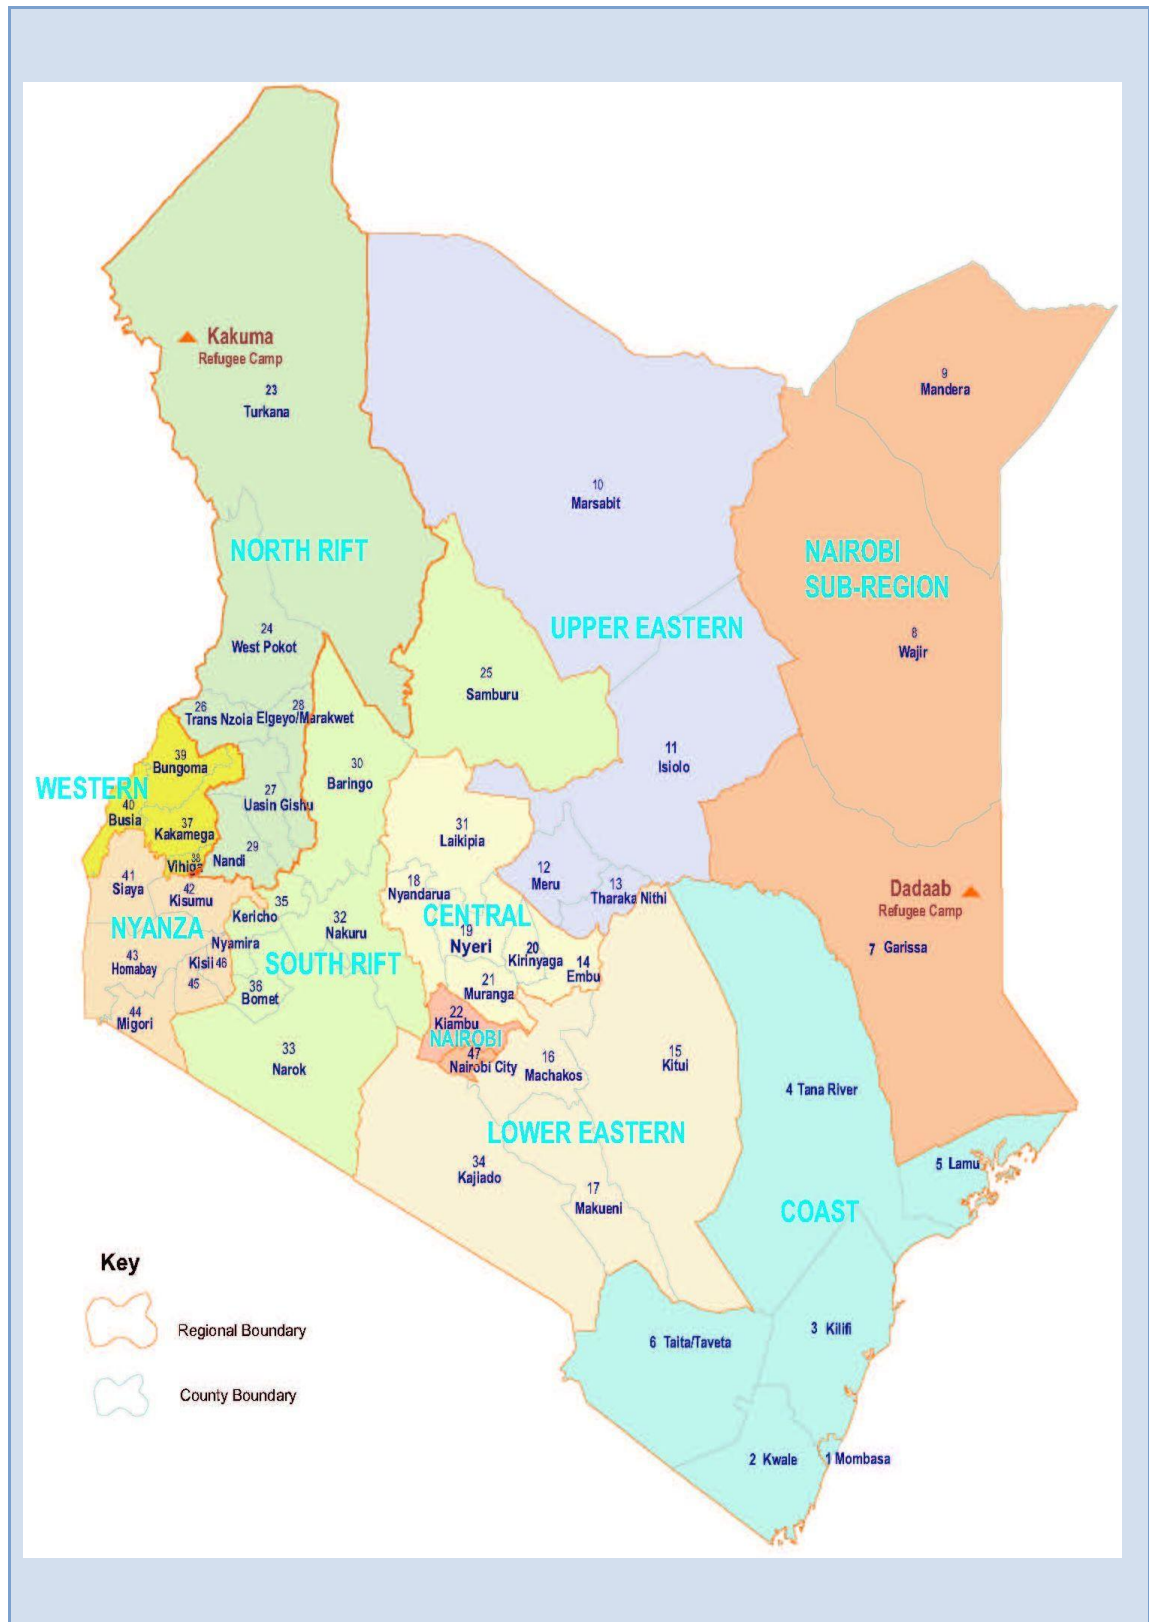 Kakuma
Refugee Camp
23
Turkana
9
Mandera
10
Marsabit
NORTH RIFT
NAIROBI
SUB-REGION
UPPER EASTERN
24
West Pokot
8
Wajir
25
Samburu
26
Trans Nzoia
28
Elgeyo/Marakwet
39
Bungoma
30
Baringo
11
Isiolo
WESTERN
40
Busia
27
Uasin Gishu
37
Kakamega
31
Laikipia
38
Vihiga
29
Nandi
41
Siaya
42
Kisumu
35
Kericho
18
Nyandarua
12
Meru
13
Tharaka Nithi
Dadaab
Refugee Camp
7 Garissa
NYANZA
32
Nakuru
CENTRAL
19
Nyeri
20
Kirinyaga
14
Embu
Nyamira
46
Kisii
45
43
Homabay
SOUTH RIFT
36
Bomet
21
Muranga
44
Migori
22
Kiambu
NAIROBI
47
Nairobi City
33
Narok
16
Machakos
15
Kitui
4 Tana River
LOWER EASTERN
34
Kajiado
17
Makueni
5 Lamu
COAST
6 Taita/Taveta
3 Kilifi
2 Kwale
1 Mombasa
Key
Regional Boundary
County Boundary